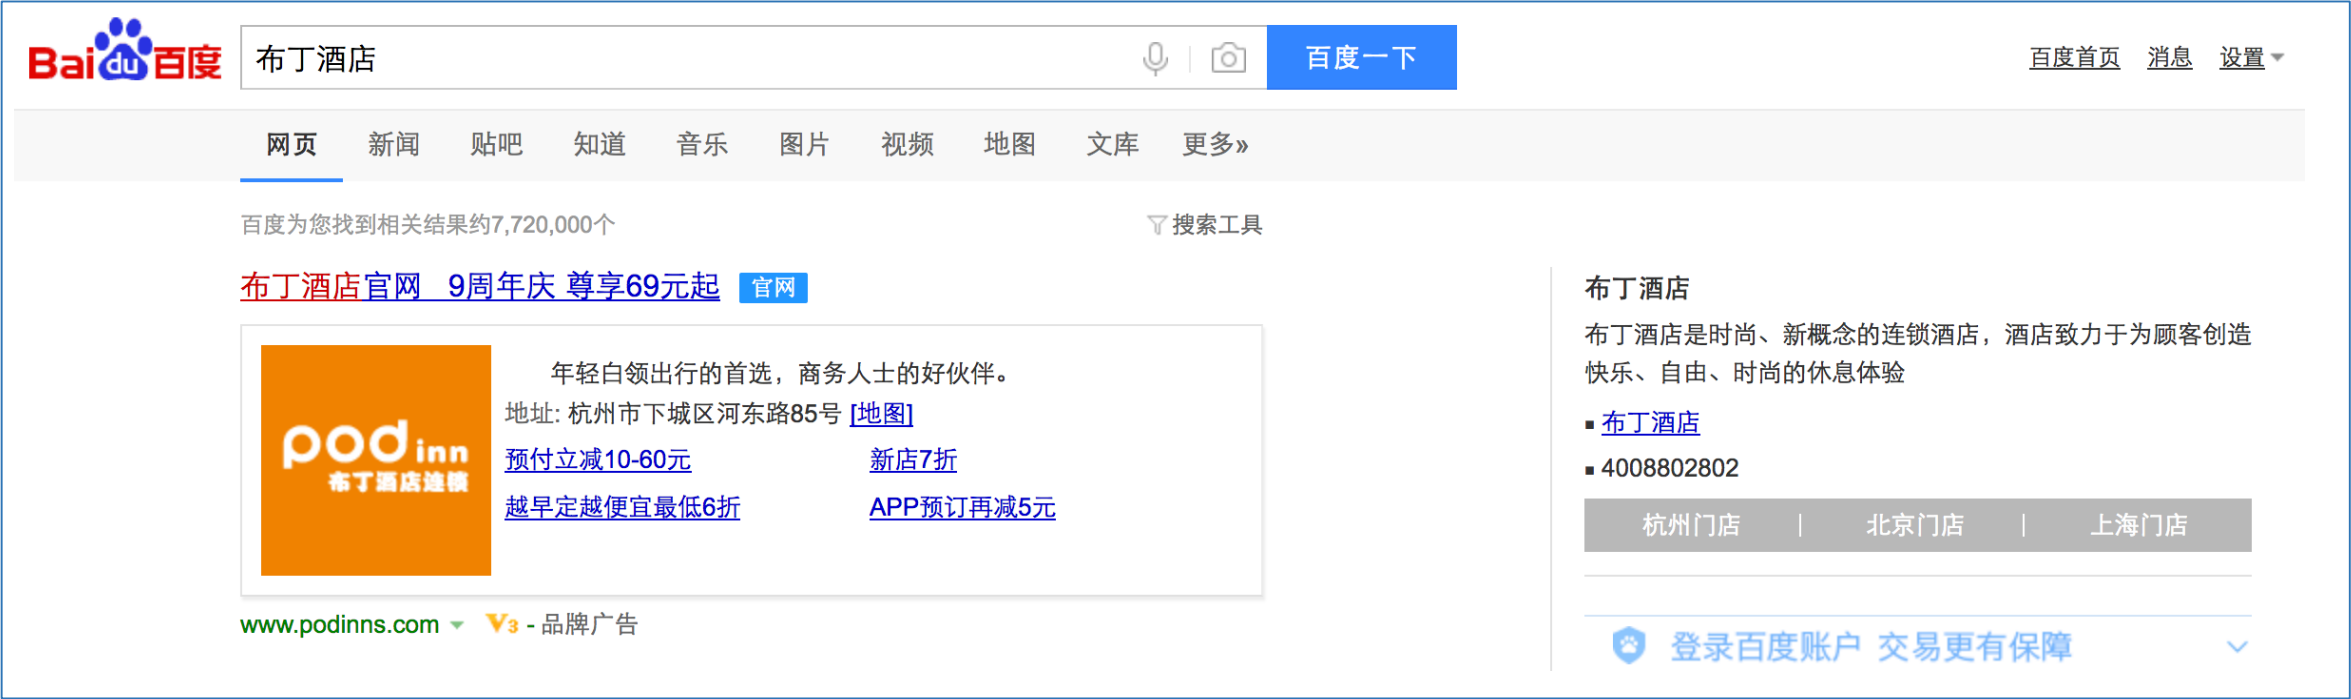 Baidu百度 布丁酒店 百度一下 百度首页 消息 设置
网页 新闻 贴吧 知道 音乐 图片 视频 地图 文库 更多»
百度为您找到相关结果约7,720,000个 搜索工具
布丁酒店官网 9周年庆 尊享69元起 官网
pod inn
布丁酒店连锁
年轻白领出行的首选，商务人士的好伙伴。
地址: 杭州市下城区河东路85号 [地图]
预付立减10-60元 新店7折
越早定越便宜最低6折 APP预订再减5元
www.podinns.com V3 - 品牌广告
布丁酒店
布丁酒店是时尚、新概念的连锁酒店，酒店致力于为顾客创造
快乐、自由、时尚的休息体验
▪ 布丁酒店
▪ 4008802802
杭州门店 | 北京门店 | 上海门店
登录百度账户 交易更有保障